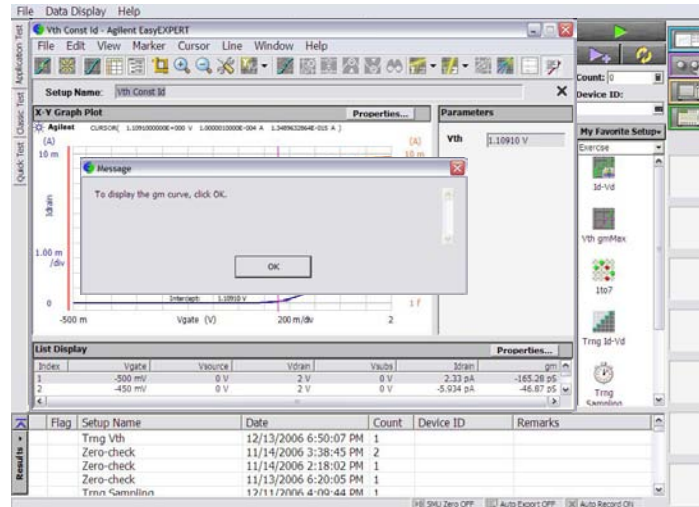 File Data Display Help
Vth Const Id - Agilent EasyEXPERT
File Edit View Marker Cursor Line Window Help
Setup Name: Vth Const Id
X-Y Graph Plot Properties...
Agilent CURSOR( 1.109100000E+000 V 1.0000010000E-004 A 1.3489632864E-015 A )
(A) (A)
10 m 10 m
Idrain
1.00 m
/div
0
Intercept: 1.10910 V
1 f
-500 m Vgate (V) 200 m/div 2
Parameters
Vth 1.10910 V
Message
To display the gm curve, click OK.
OK
List Display Properties...
Index Vgate Vsource Vdrain Vsubs Idrain gm
1 -500 mV 0 V 2 V 0 V 2.33 pA -165.28 pS
2 -450 mV 0 V 2 V 0 V -5.934 pA -46.87 pS
Application Test
Classic Test
Quick Test
Count: 0
Device ID:
My Favorite Setup
Exercise
Id-Vd
Vth gmMax
1to7
Trng Id-Vd
Trng
Sampling
Results
Flag Setup Name Date Count Device ID Remarks
Trng Vth 12/13/2006 6:50:07 PM 1
Zero-check 11/14/2006 3:38:45 PM 2
Zero-check 11/14/2006 2:18:02 PM 1
Zero-check 11/13/2006 6:20:05 PM 1
Trng Sampling 12/11/2006 4:09:44 PM 1
SMU Zero OFF Auto Export OFF Auto Record ON